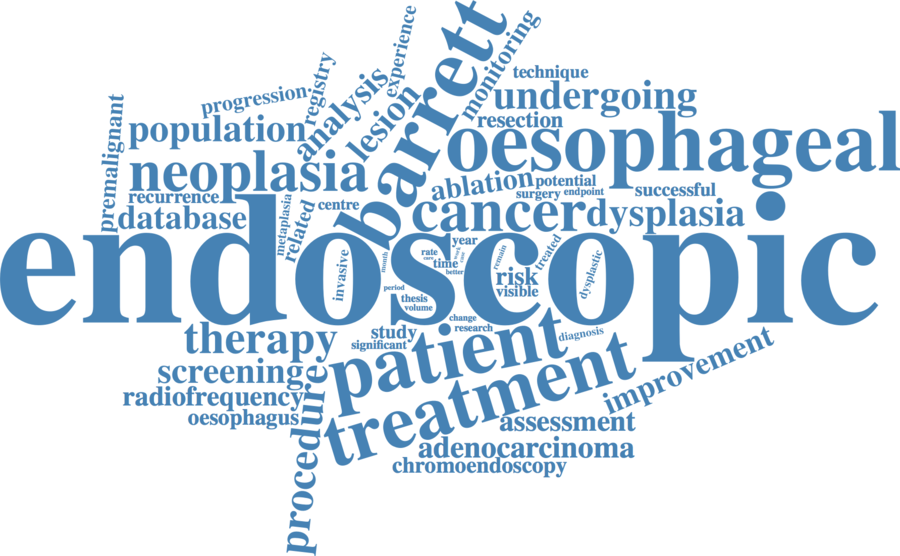 experience
barrett
monitoring
technique
registry
analysis
lesion
progression
undergoing
premalignant
population
resection
oesophageal
neoplasia
ablation
potential
surgery
endpoint
successful
recurrence
metaplasia
related
centre
database
cancer
dysplasia
endoscopic
invasive
month
rate
year
core
time
better
period
thesis
volume
remain
treated
risk
visible
dysplastic
change
research
study
significant
diagnosis
therapy
patient
screening
treatment
improvement
radiofrequency
oesophagus
procedure
assessment
adenocarcinoma
chromoendoscopy